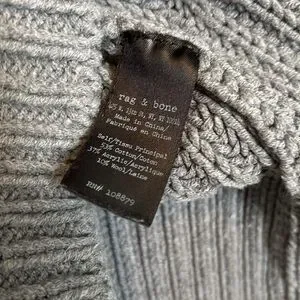 rag & bone
Made in China/
Fabriqué en Chine
Self/Tissu Principal
53% Cotton/Coton
37% Acrylic/Acrylique
10% Wool/Laine
RN# 108879